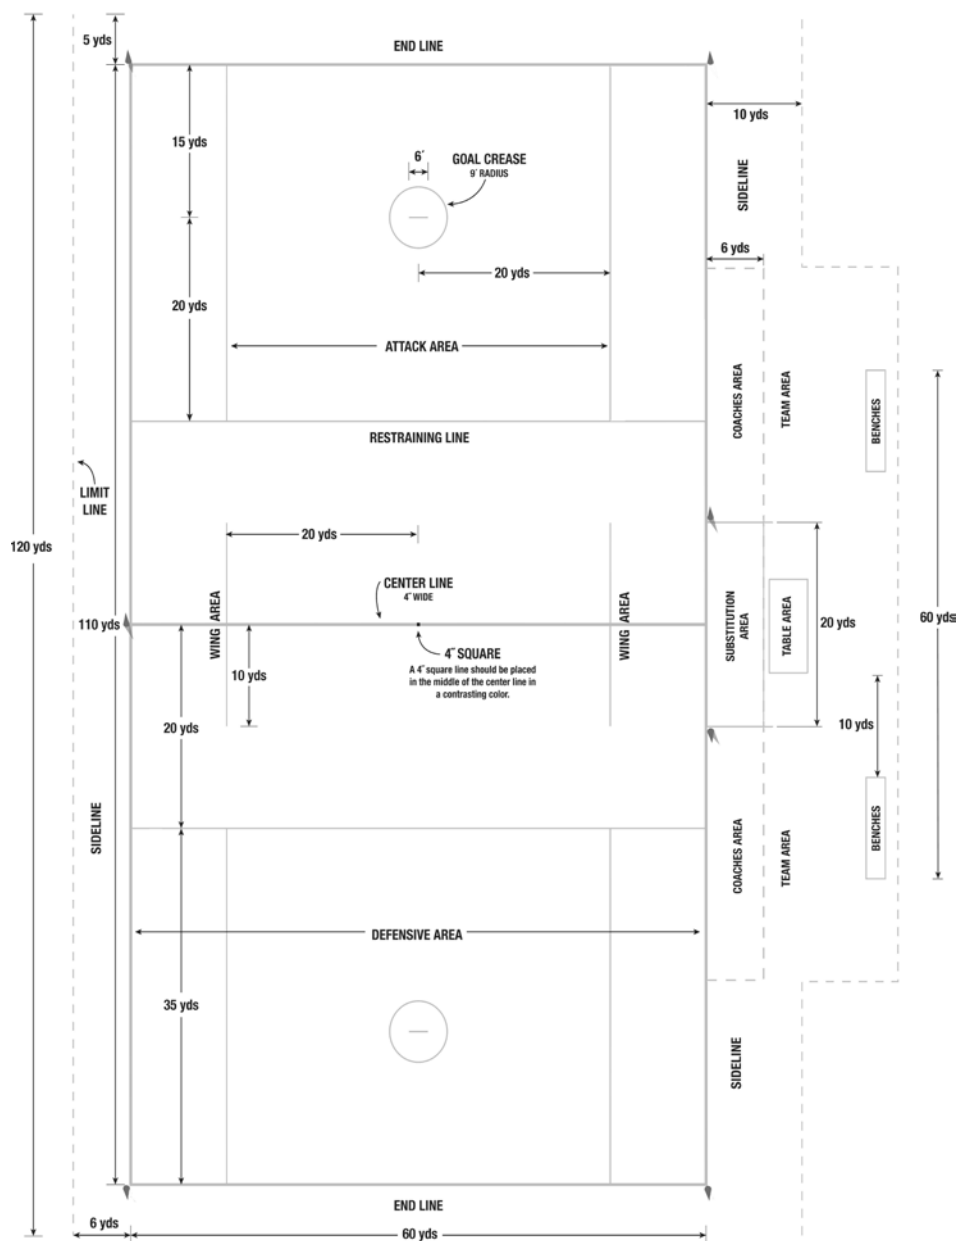 5 yds
END LINE
10 yds
15 yds
6'
GOAL CREASE
9' RADIUS
SIDELINE
6 yds
20 yds
20 yds
ATTACK AREA
COACHES AREA
TEAM AREA
BENCHES
RESTRAINING LINE
LIMIT
LINE
20 yds
120 yds
CENTER LINE
4" WIDE
WING AREA
WING AREA
SUBSTITUTION
AREA
TABLE AREA
20 yds
60 yds
110 yds
4" SQUARE
A 4" square line should be placed
in the middle of the center line in
a contrasting color.
10 yds
20 yds
10 yds
SIDELINE
COACHES AREA
TEAM AREA
BENCHES
DEFENSIVE AREA
35 yds
SIDELINE
END LINE
6 yds
60 yds